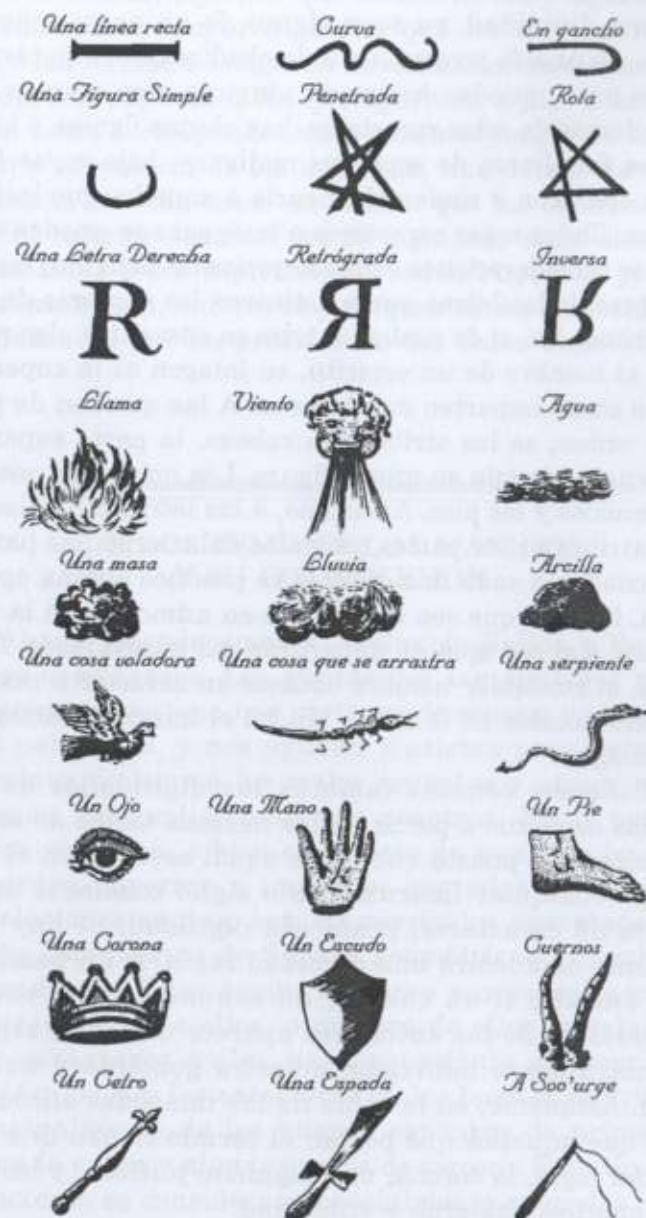 Una línea recta Curva En gancho
Una Figura Simple Penetrada Rota
Una Letra Derecha Retrógrada Inversa
R R R
Llama Viento Agua
Una masa Lluvia Arcilla
Una cosa voladora Una cosa que se arrastra Una serpiente
Un Ojo Una Mano Un Pie
Una Corona Un Escudo Cuernos
Un Cetro Una Espada A Soo'urge